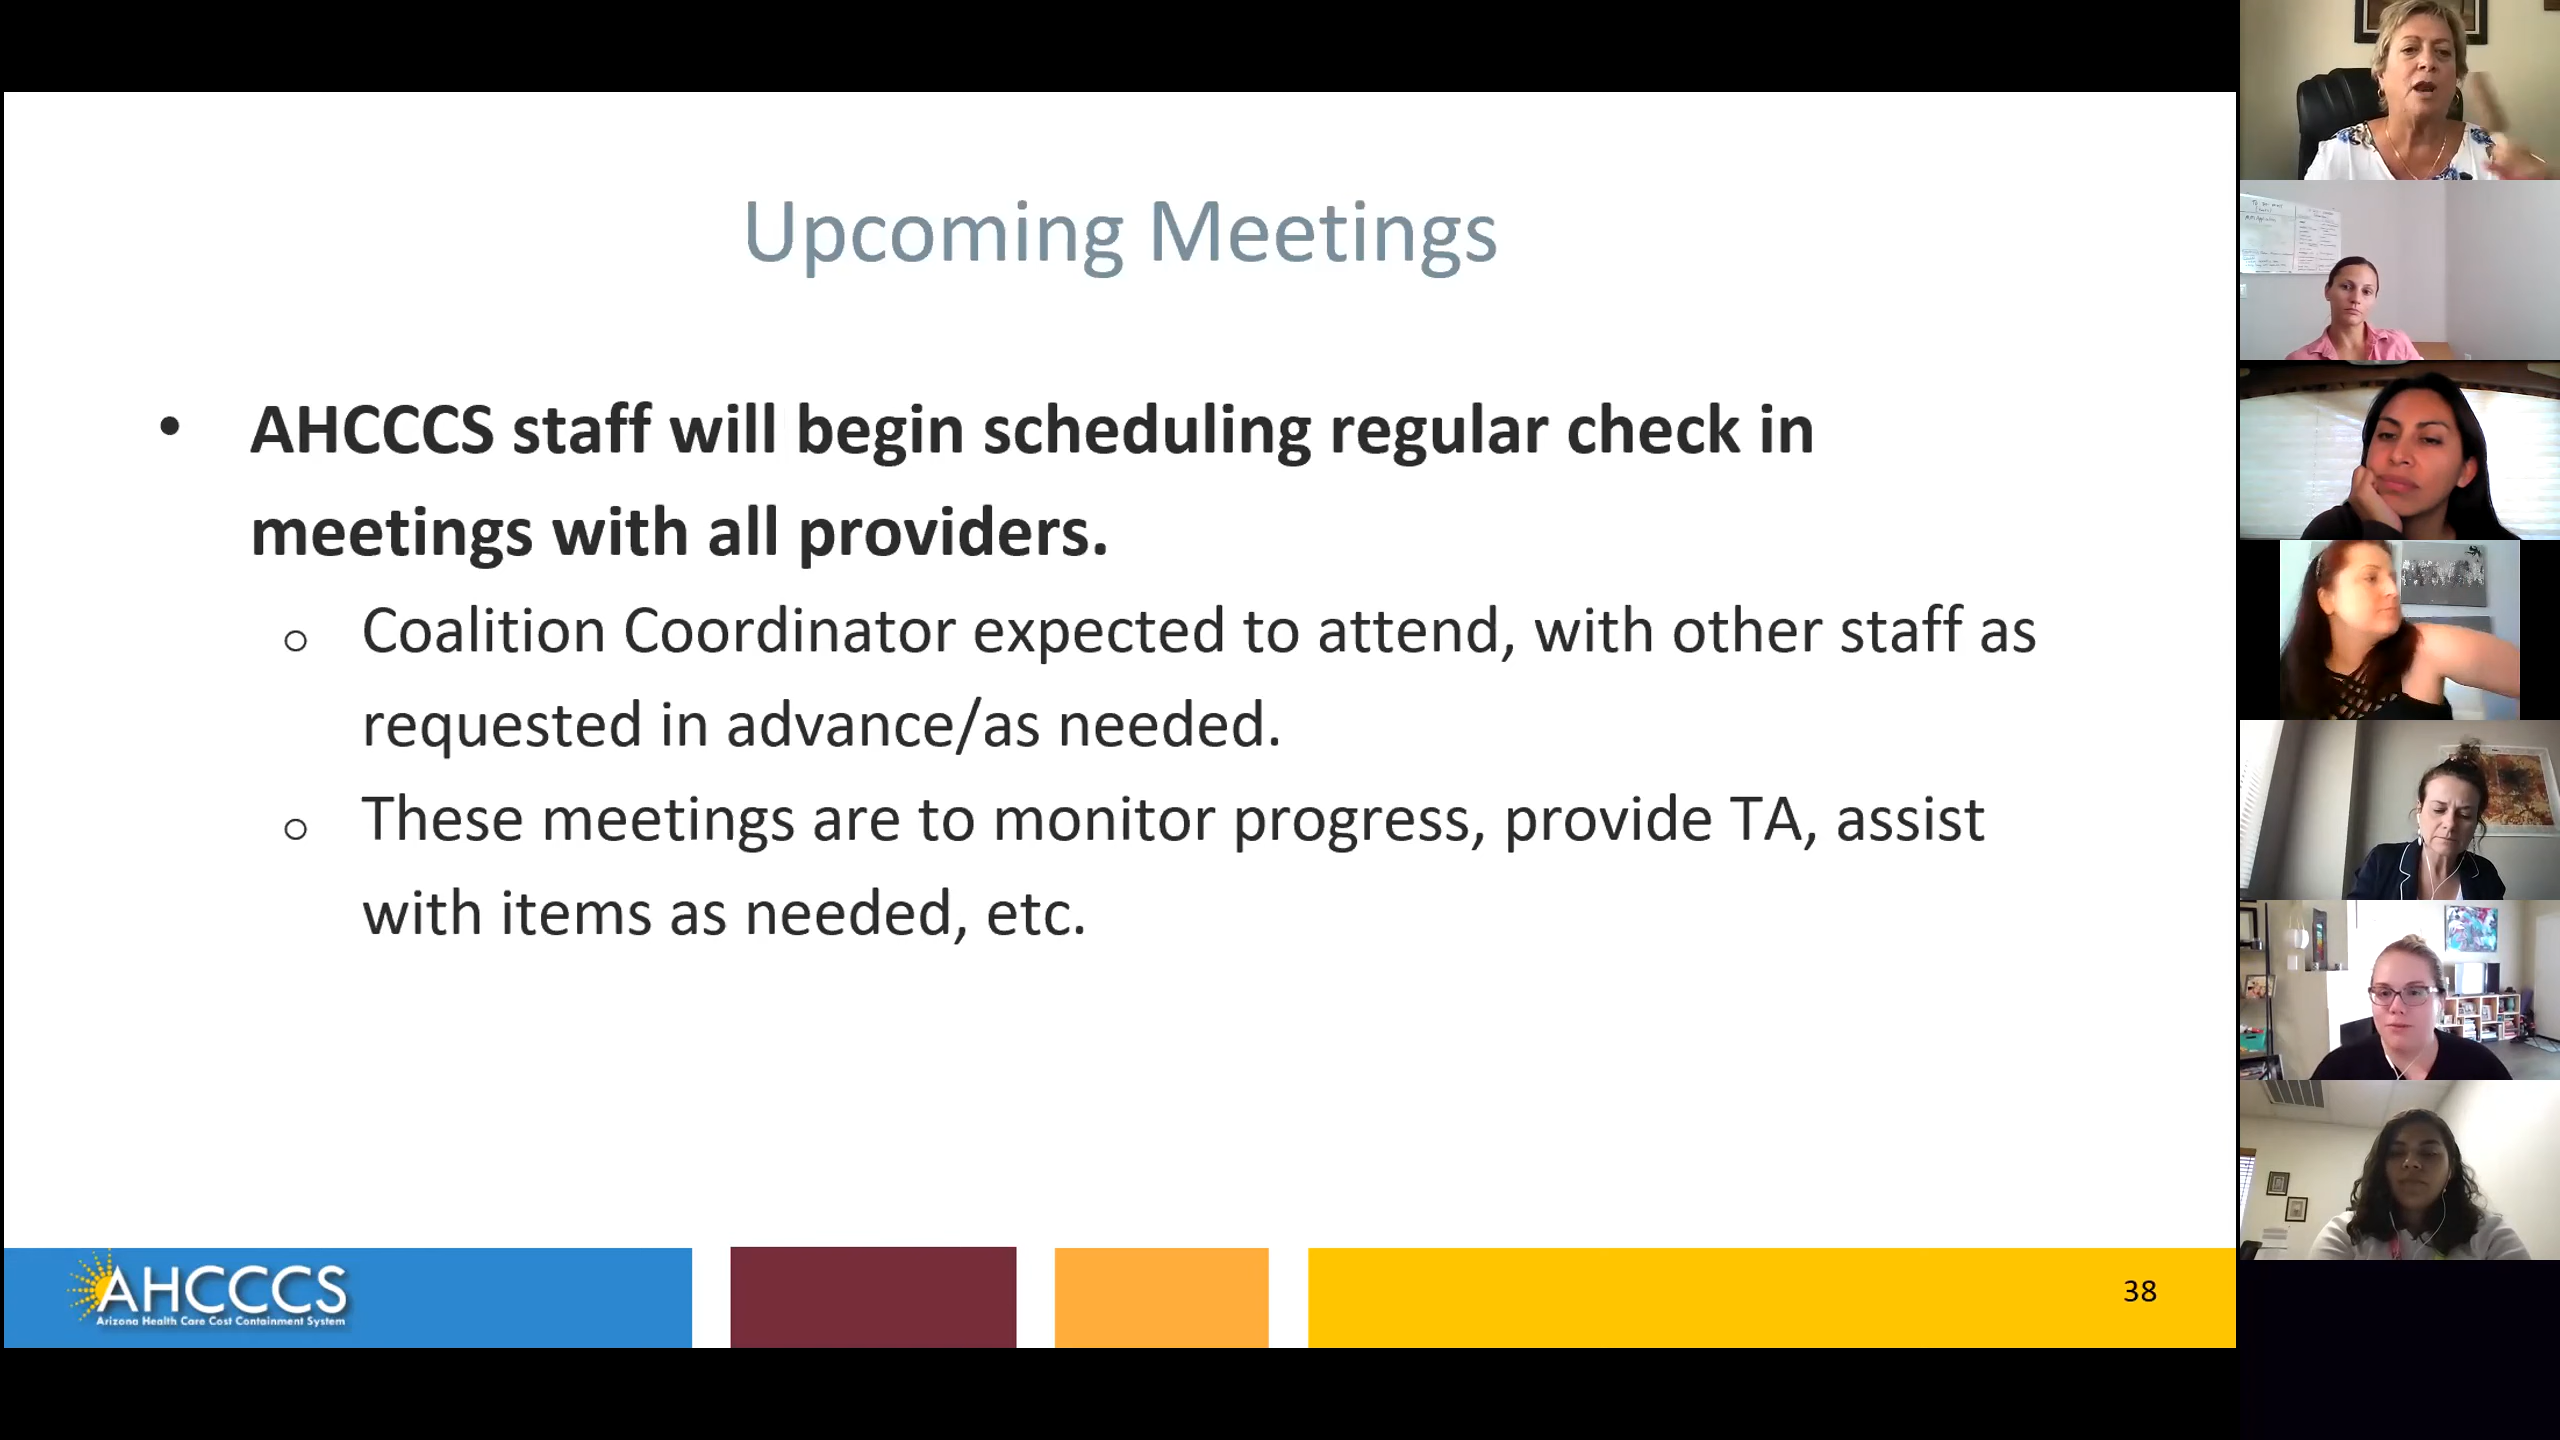 Upcoming Meetings
• AHCCCS staff will begin scheduling regular check in
meetings with all providers.
o Coalition Coordinator expected to attend, with other staff as
requested in advance/as needed.
o These meetings are to monitor progress, provide TA, assist
with items as needed, etc.
AHCCCS
Arizona Health Care Cost Containment System
38